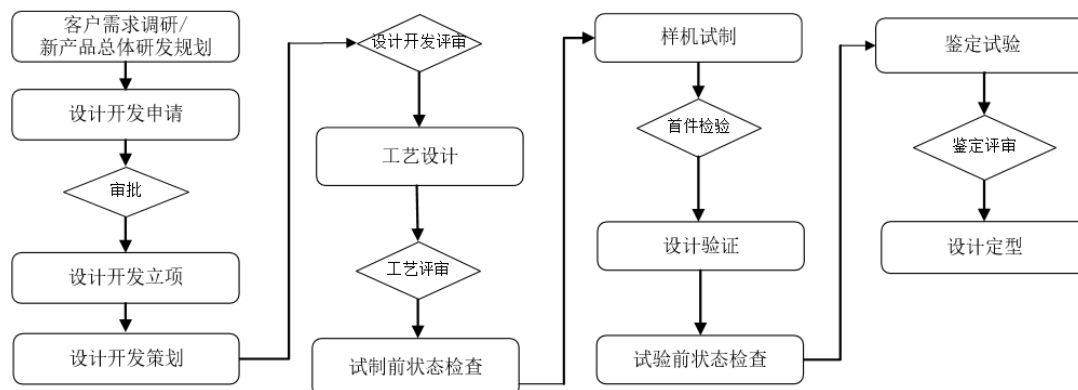 客户需求调研/
新产品总体研发规划
设计开发申请
审批
设计开发立项
设计开发策划
设计开发评审
工艺设计
工艺评审
试制前状态检查
样机试制
首件检验
设计验证
试验前状态检查
鉴定试验
鉴定评审
设计定型